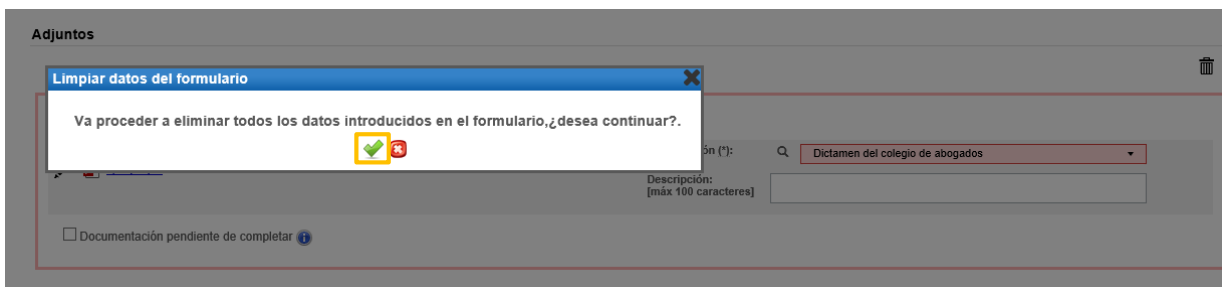 Adjuntos
Limpiar datos del formulario
Va proceder a eliminar todos los datos introducidos en el formulario,¿desea continuar?.
ón (*):
Dictamen del colegio de abogados
Descripción:
[máx 100 caracteres]
Documentación pendiente de completar